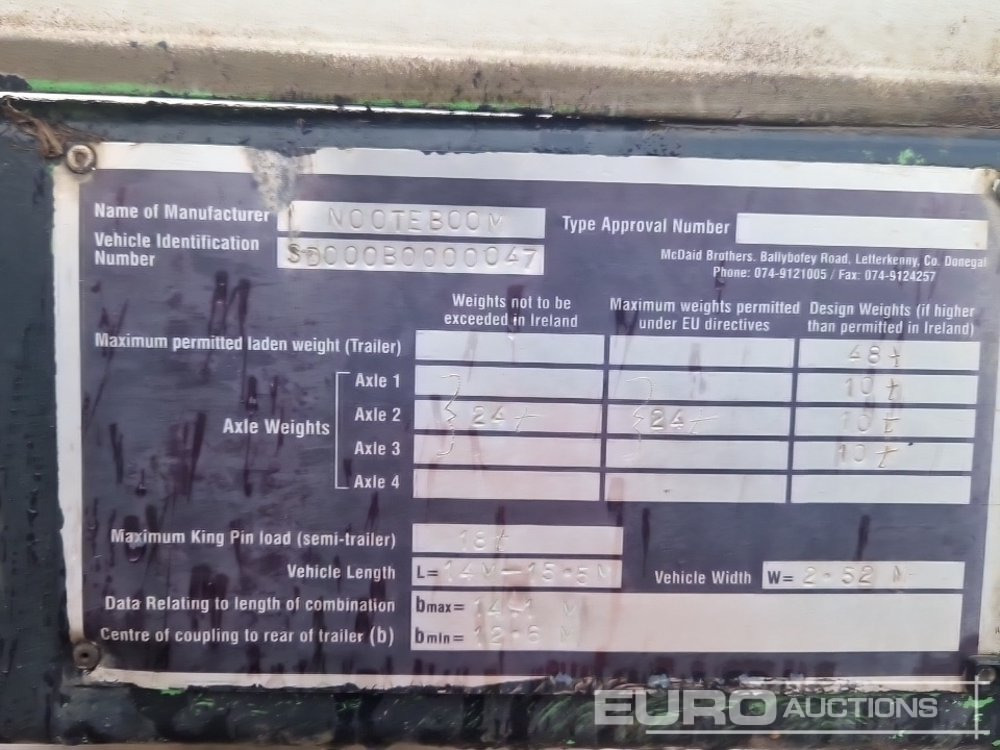 Name of Manufacturer NOOTEBOOM Type Approval Number
Vehicle Identification Number SD000B0000047
McDaid Brothers. Ballybofey Road, Letterkenny, Co. Donegal
Phone: 074-9121005 / Fax: 074-9124257
Weights not to be exceeded in Ireland
Maximum weights permitted under EU directives
Design Weights (if higher than permitted in Ireland)
Maximum permitted laden weight (Trailer) 48t
Axle Weights
Axle 1 10t
Axle 2 24t 24t 10t
Axle 3 10t
Axle 4
Maximum King Pin load (semi-trailer) 18t
Vehicle Length L= 14M-15.5M Vehicle Width W= 2.52 M
Data Relating to length of combination bmax= 14.1 M
Centre of coupling to rear of trailer (b) bmin= 12.6 M
EURO AUCTIONS